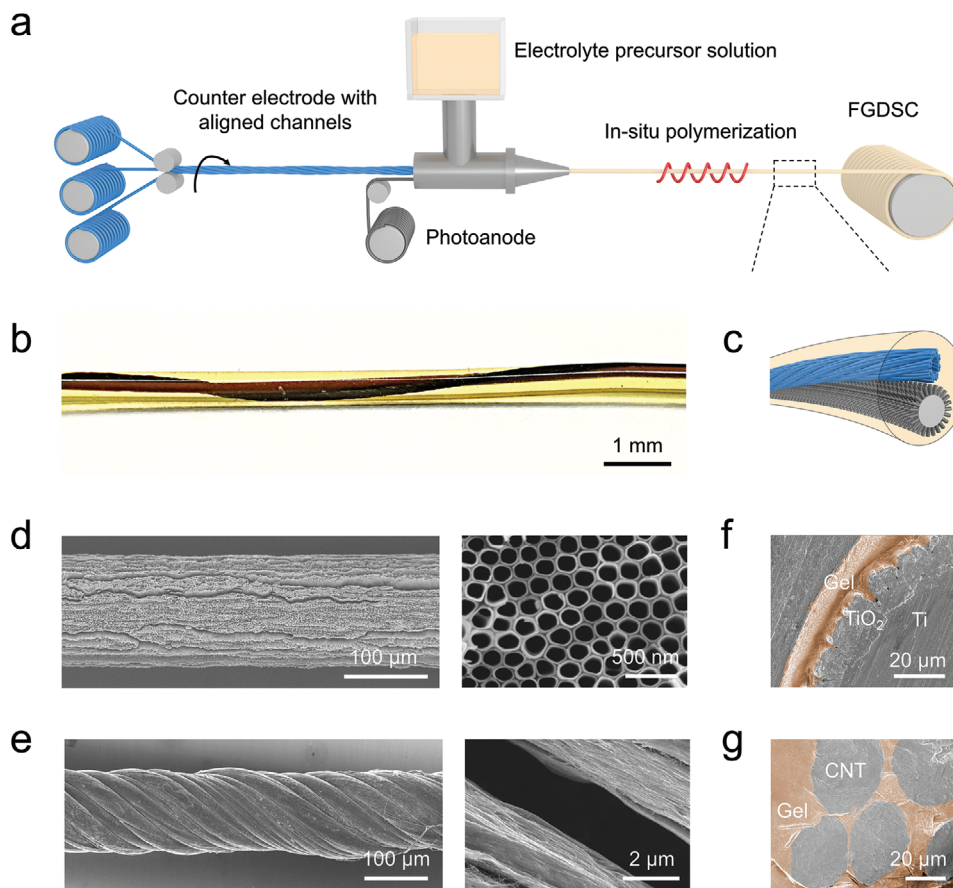 a
Electrolyte precursor solution
Counter electrode with
aligned channels
In-situ polymerization
FGDSC
Photoanode
b
1 mm
c
d
100 µm
500 nm
f
Gel
TiO₂
Ti
20 µm
e
100 µm
2 µm
g
CNT
Gel
20 µm